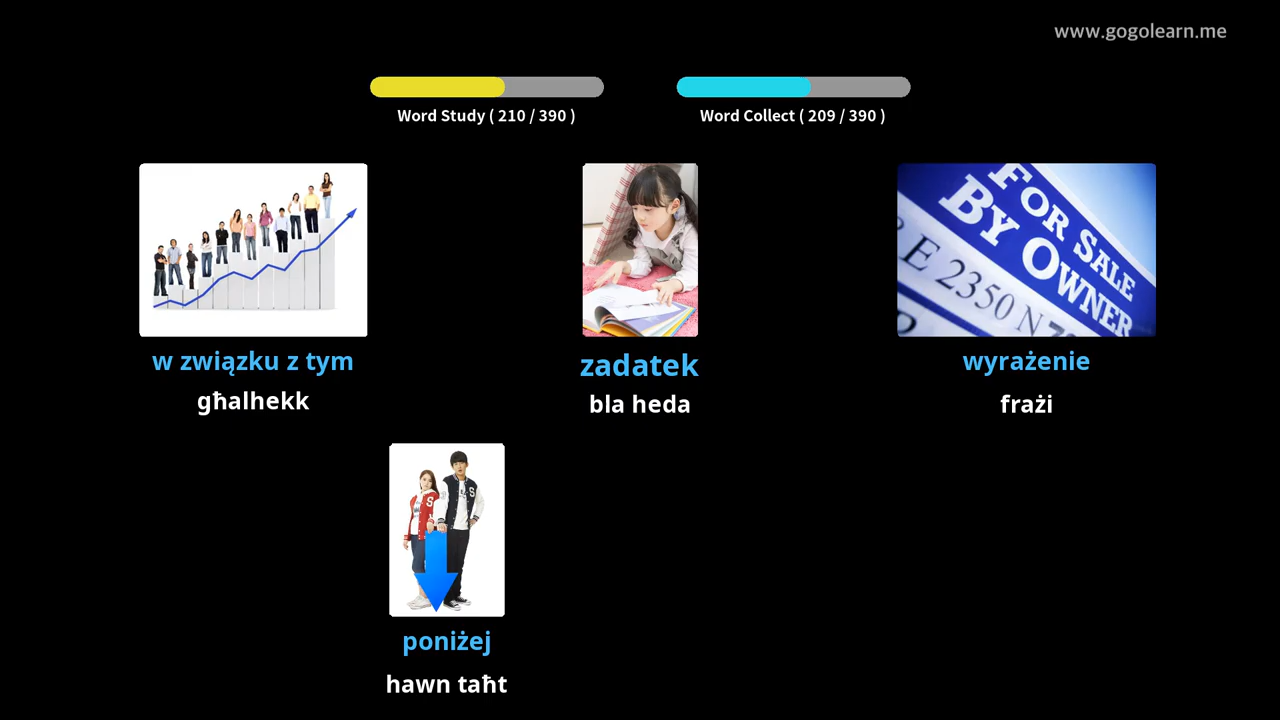 www.gogolearn.me
Word Study ( 210 / 390 )
Word Collect ( 209 / 390 )
FOR SALE
BY OWNER
E 2350 N
w związku z tym
għalhekk
zadatek
bla heda
wyrażenie
frażi
S
S
poniżej
hawn taħt